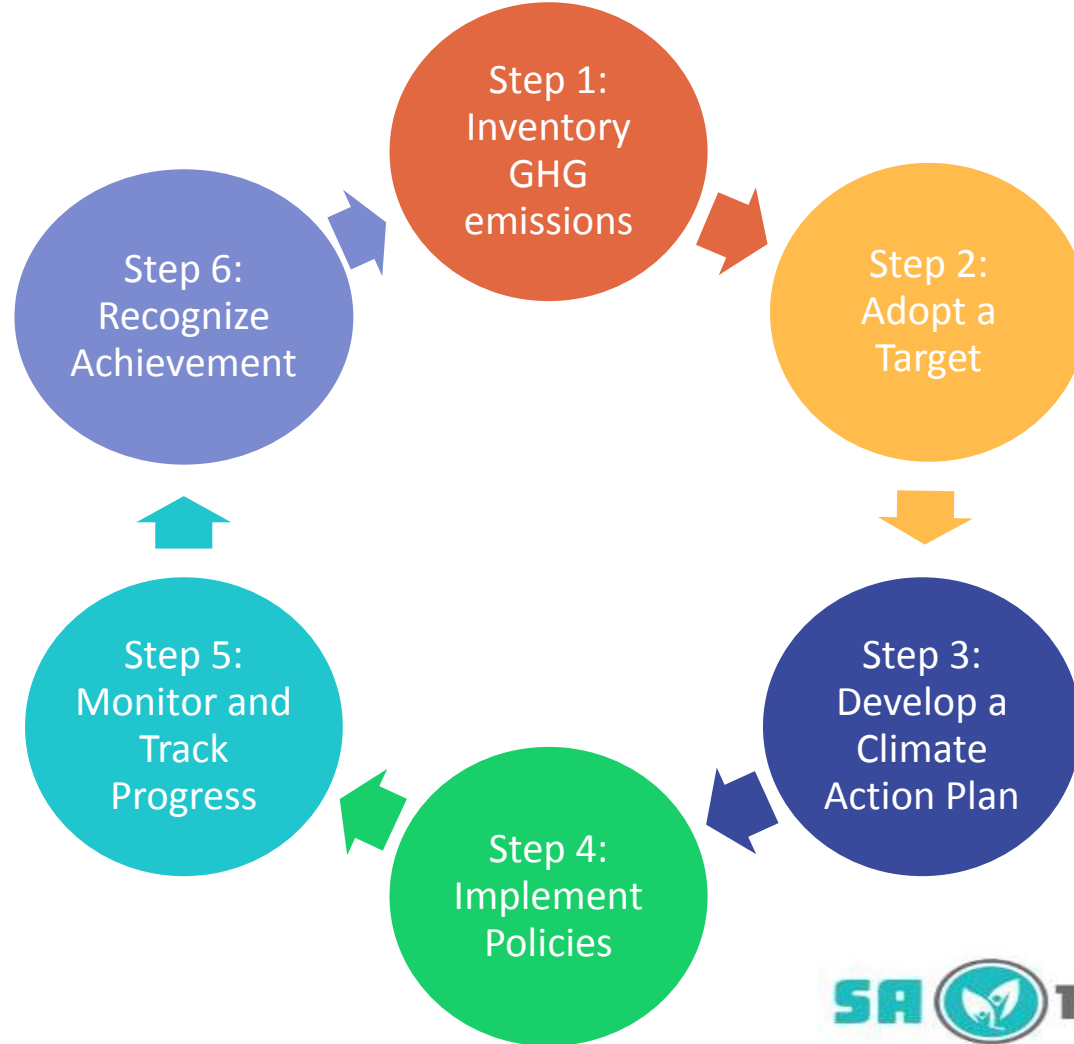 Step 1:
Inventory
GHG
emissions
Step 2:
Adopt a
Target
Step 3:
Develop a
Climate
Action Plan
Step 4:
Implement
Policies
Step 5:
Monitor and
Track
Progress
Step 6:
Recognize
Achievement
SA